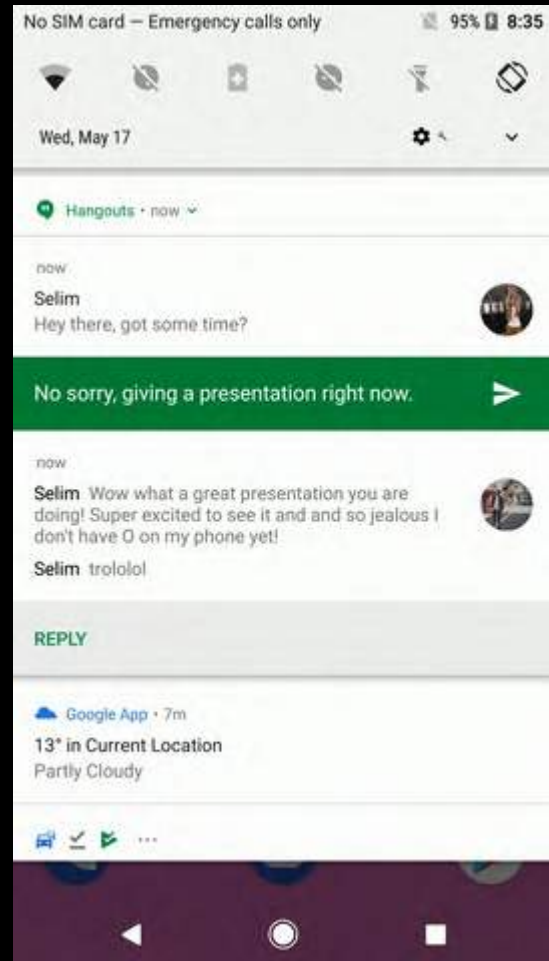 No SIM card — Emergency calls only 95% 8:35
Wed, May 17
Hangouts • now
now
Selim
Hey there, got some time?
No sorry, giving a presentation right now.
now
Selim Wow what a great presentation you are
doing! Super excited to see it and and so jealous I
don't have O on my phone yet!
Selim trololol
REPLY
Google App • 7m
13° in Current Location
Partly Cloudy
...